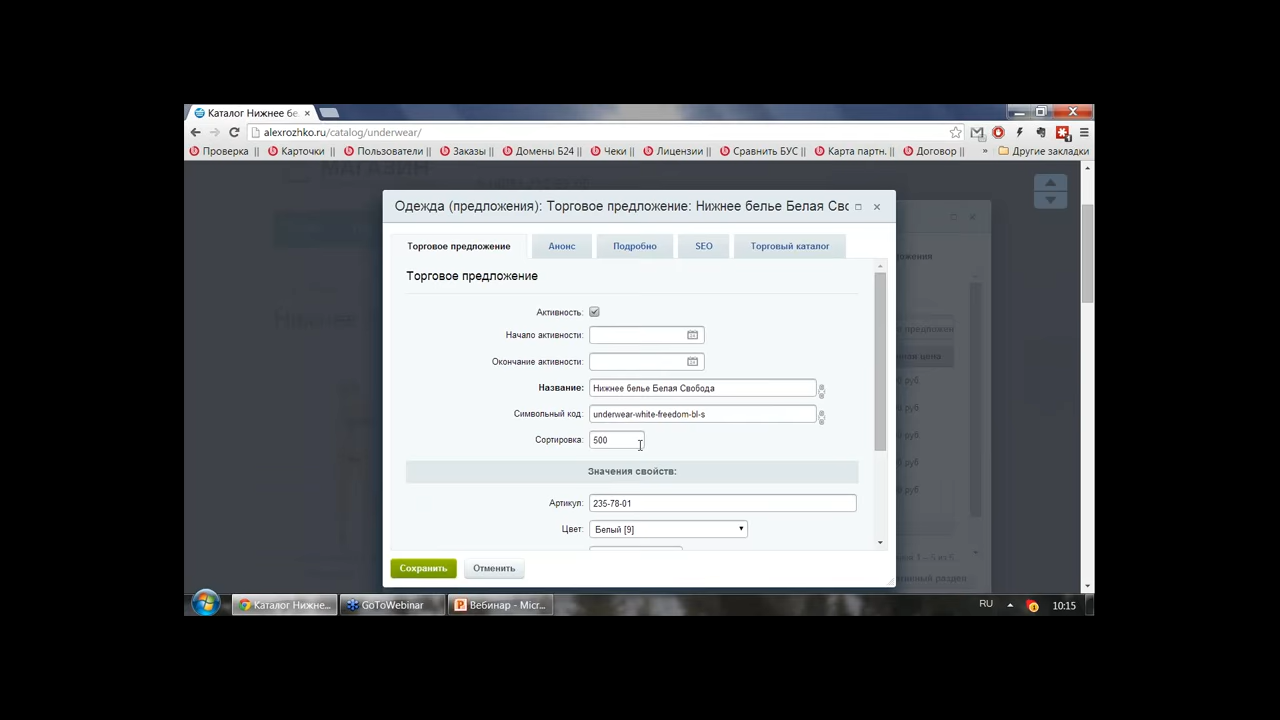 Каталог Нижнее бе
alexrozhko.ru/catalog/underwear/
Проверка || Карточки || Пользователи || Заказы || Домены Б24 || Чеки || Лицензии || Сравнить БУС || Карта партн. || Договор || » Другие закладки
МАГАЗИН
Одежда (предложения): Торговое предложение: Нижнее белье Белая Сво
Торговое предложение Анонс Подробно SEO Торговый каталог
Торговое предложение
Активность:
Начало активности:
Окончание активности:
Название: Нижнее белье Белая Свобода
Символьный код: underwear-white-freedom-bl-s
Сортировка: 500
Значения свойств:
Артикул: 235-78-01
Цвет: Белый [9]
Сохранить Отменить
Каталог Нижне... GoToWebinar Вебинар - Micr... RU 10:15